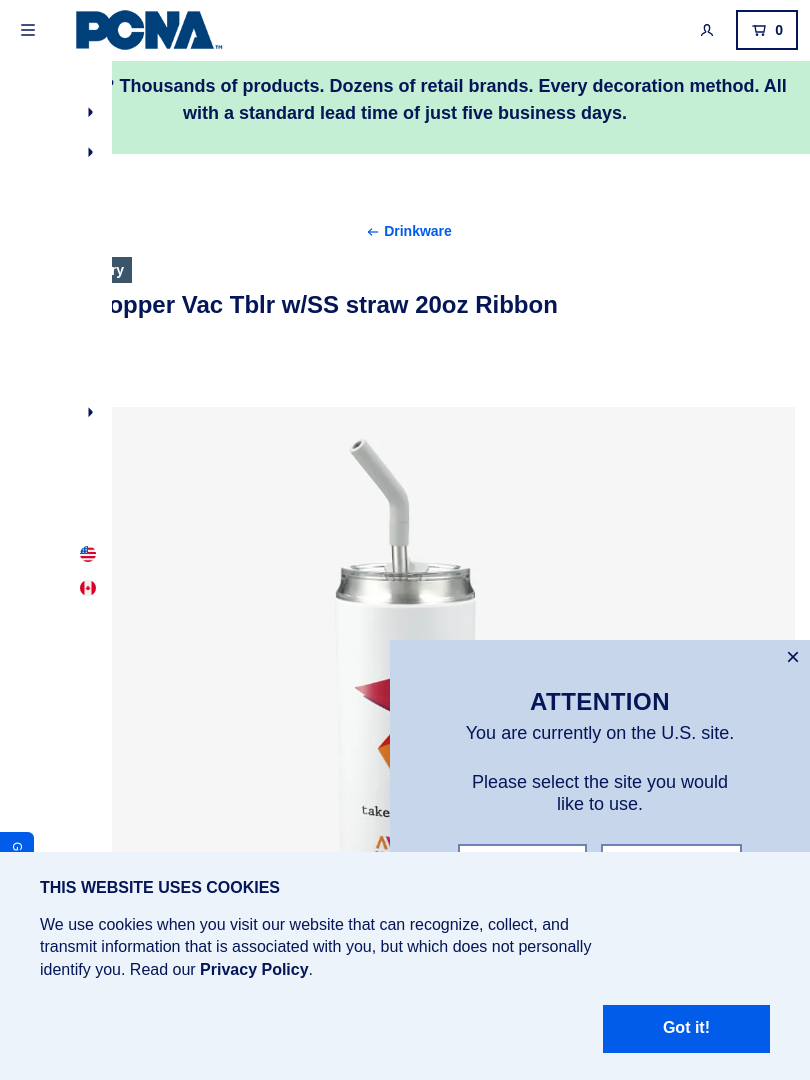 PCNA™
0
? Thousands of products. Dozens of retail brands. Every decoration method. All
with a standard lead time of just five business days.
← Drinkware
ry
opper Vac Tblr w/SS straw 20oz Ribbon
ATTENTION
You are currently on the U.S. site.
Please select the site you would
like to use.
take
G
THIS WEBSITE USES COOKIES
We use cookies when you visit our website that can recognize, collect, and
transmit information that is associated with you, but which does not personally
identify you. Read our Privacy Policy.
Got it!